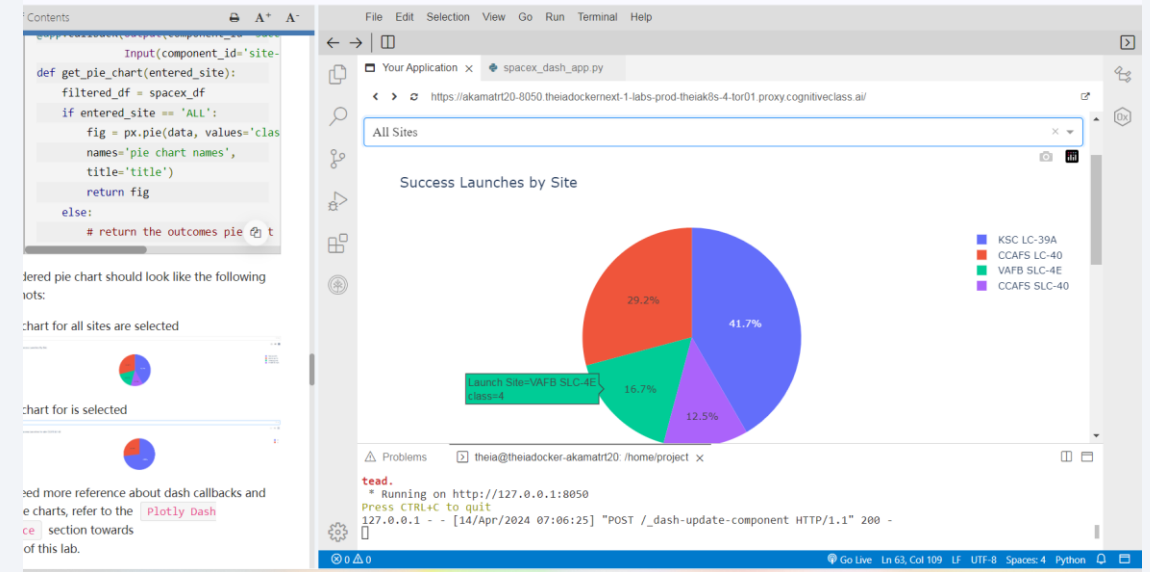 Contents
A+ A-
Input(component_id='site-
def get_pie_chart(entered_site):
filtered_df = spacex_df
if entered_site == 'ALL':
fig = px.pie(data, values='clas
names='pie chart names',
title='title')
return fig
else:
# return the outcomes pie t
dered pie chart should look like the following
hots:
chart for all sites are selected
chart for is selected
eed more reference about dash callbacks and
e charts, refer to the Plotly Dash
ce section towards
of this lab.
File Edit Selection View Go Run Terminal Help
Your Application × spacex_dash_app.py
https://akamatrt20-8050.theiadockernext-1-labs-prod-theiak8s-4-tor01.proxy.cognitiveclass.ai/
All Sites
Success Launches by Site
KSC LC-39A
CCAFS LC-40
VAFB SLC-4E
CCAFS SLC-40
29.2%
41.7%
Launch Site=VAFB SLC-4E
class=4
16.7%
12.5%
Problems theia@theiadocker-akamatrt20: /home/project ×
tead.
* Running on http://127.0.0.1:8050
Press CTRL+C to quit
127.0.0.1 - - [14/Apr/2024 07:06:25] "POST /_dash-update-component HTTP/1.1" 200 -
0 0 Go Live Ln 63, Col 109 LF UTF-8 Spaces: 4 Python